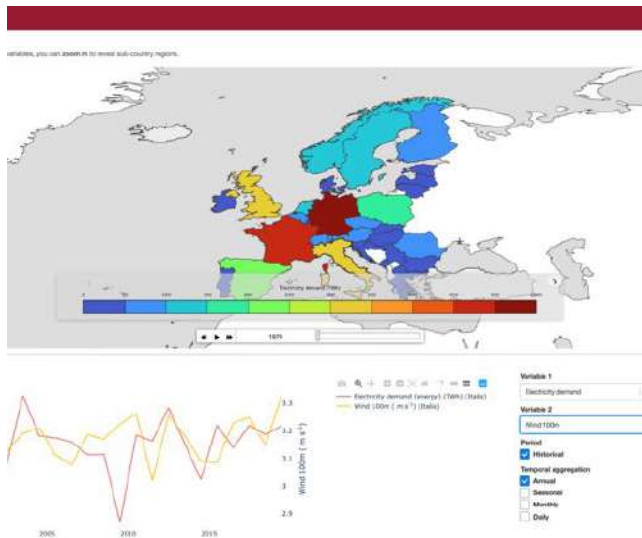 variables, you can zoom in to reveal sub-country regions.
Electricity demand (TWh)
1979
Electricity demand (energy) (TWh) (Italia)
Wind 100m ( m s⁻¹) (Italia)
3.3
3.2
3.1
3
2.9
Wind 100m ( m s⁻¹)
2005
2010
2015
Variable 1
Electricity demand
Variable 2
Wind 100m
Period
Historical
Temporal aggregation
Annual
Seasonal
Monthly
Daily